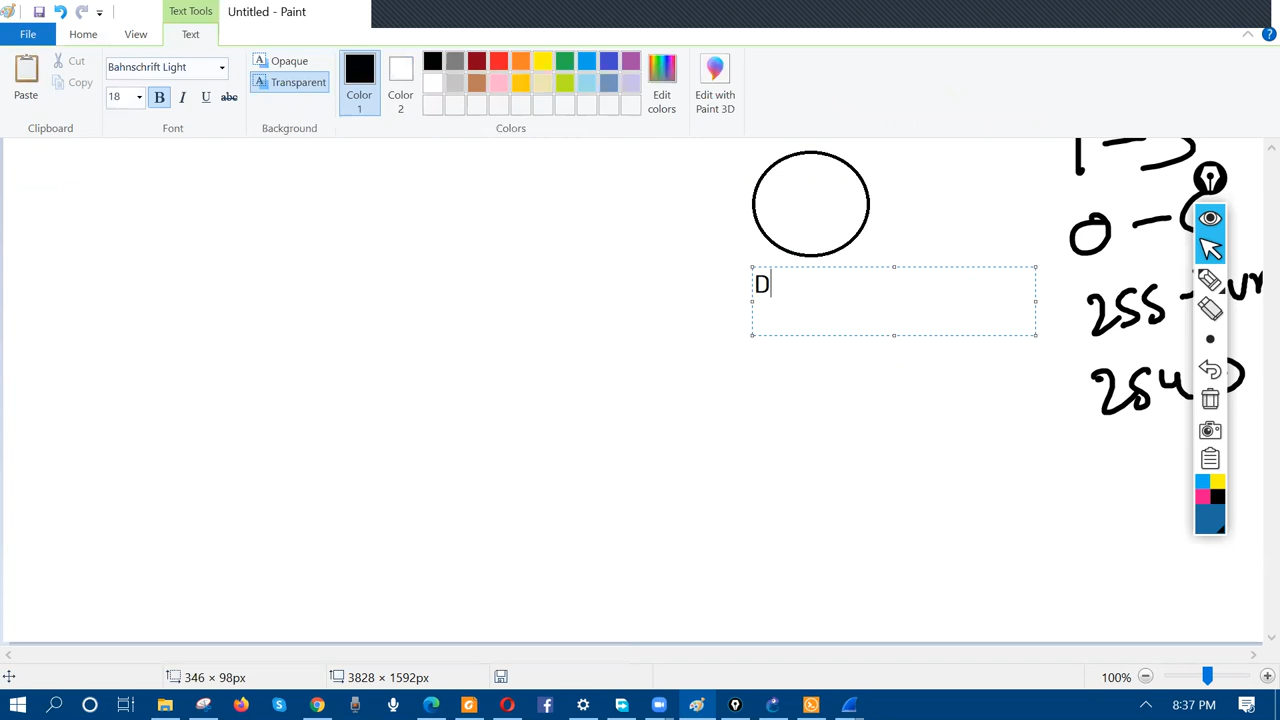 Text Tools
Untitled - Paint
File
Home
View
Text
Paste
Cut
Copy
Bahnschrift Light
18
B I U abc
Opaque
Transparent
Color 1
Color 2
Edit colors
Edit with Paint 3D
Clipboard
Font
Background
Colors
1 -
0 -
D
255 -
254
346 × 98px
3828 × 1592px
100%
8:37 PM